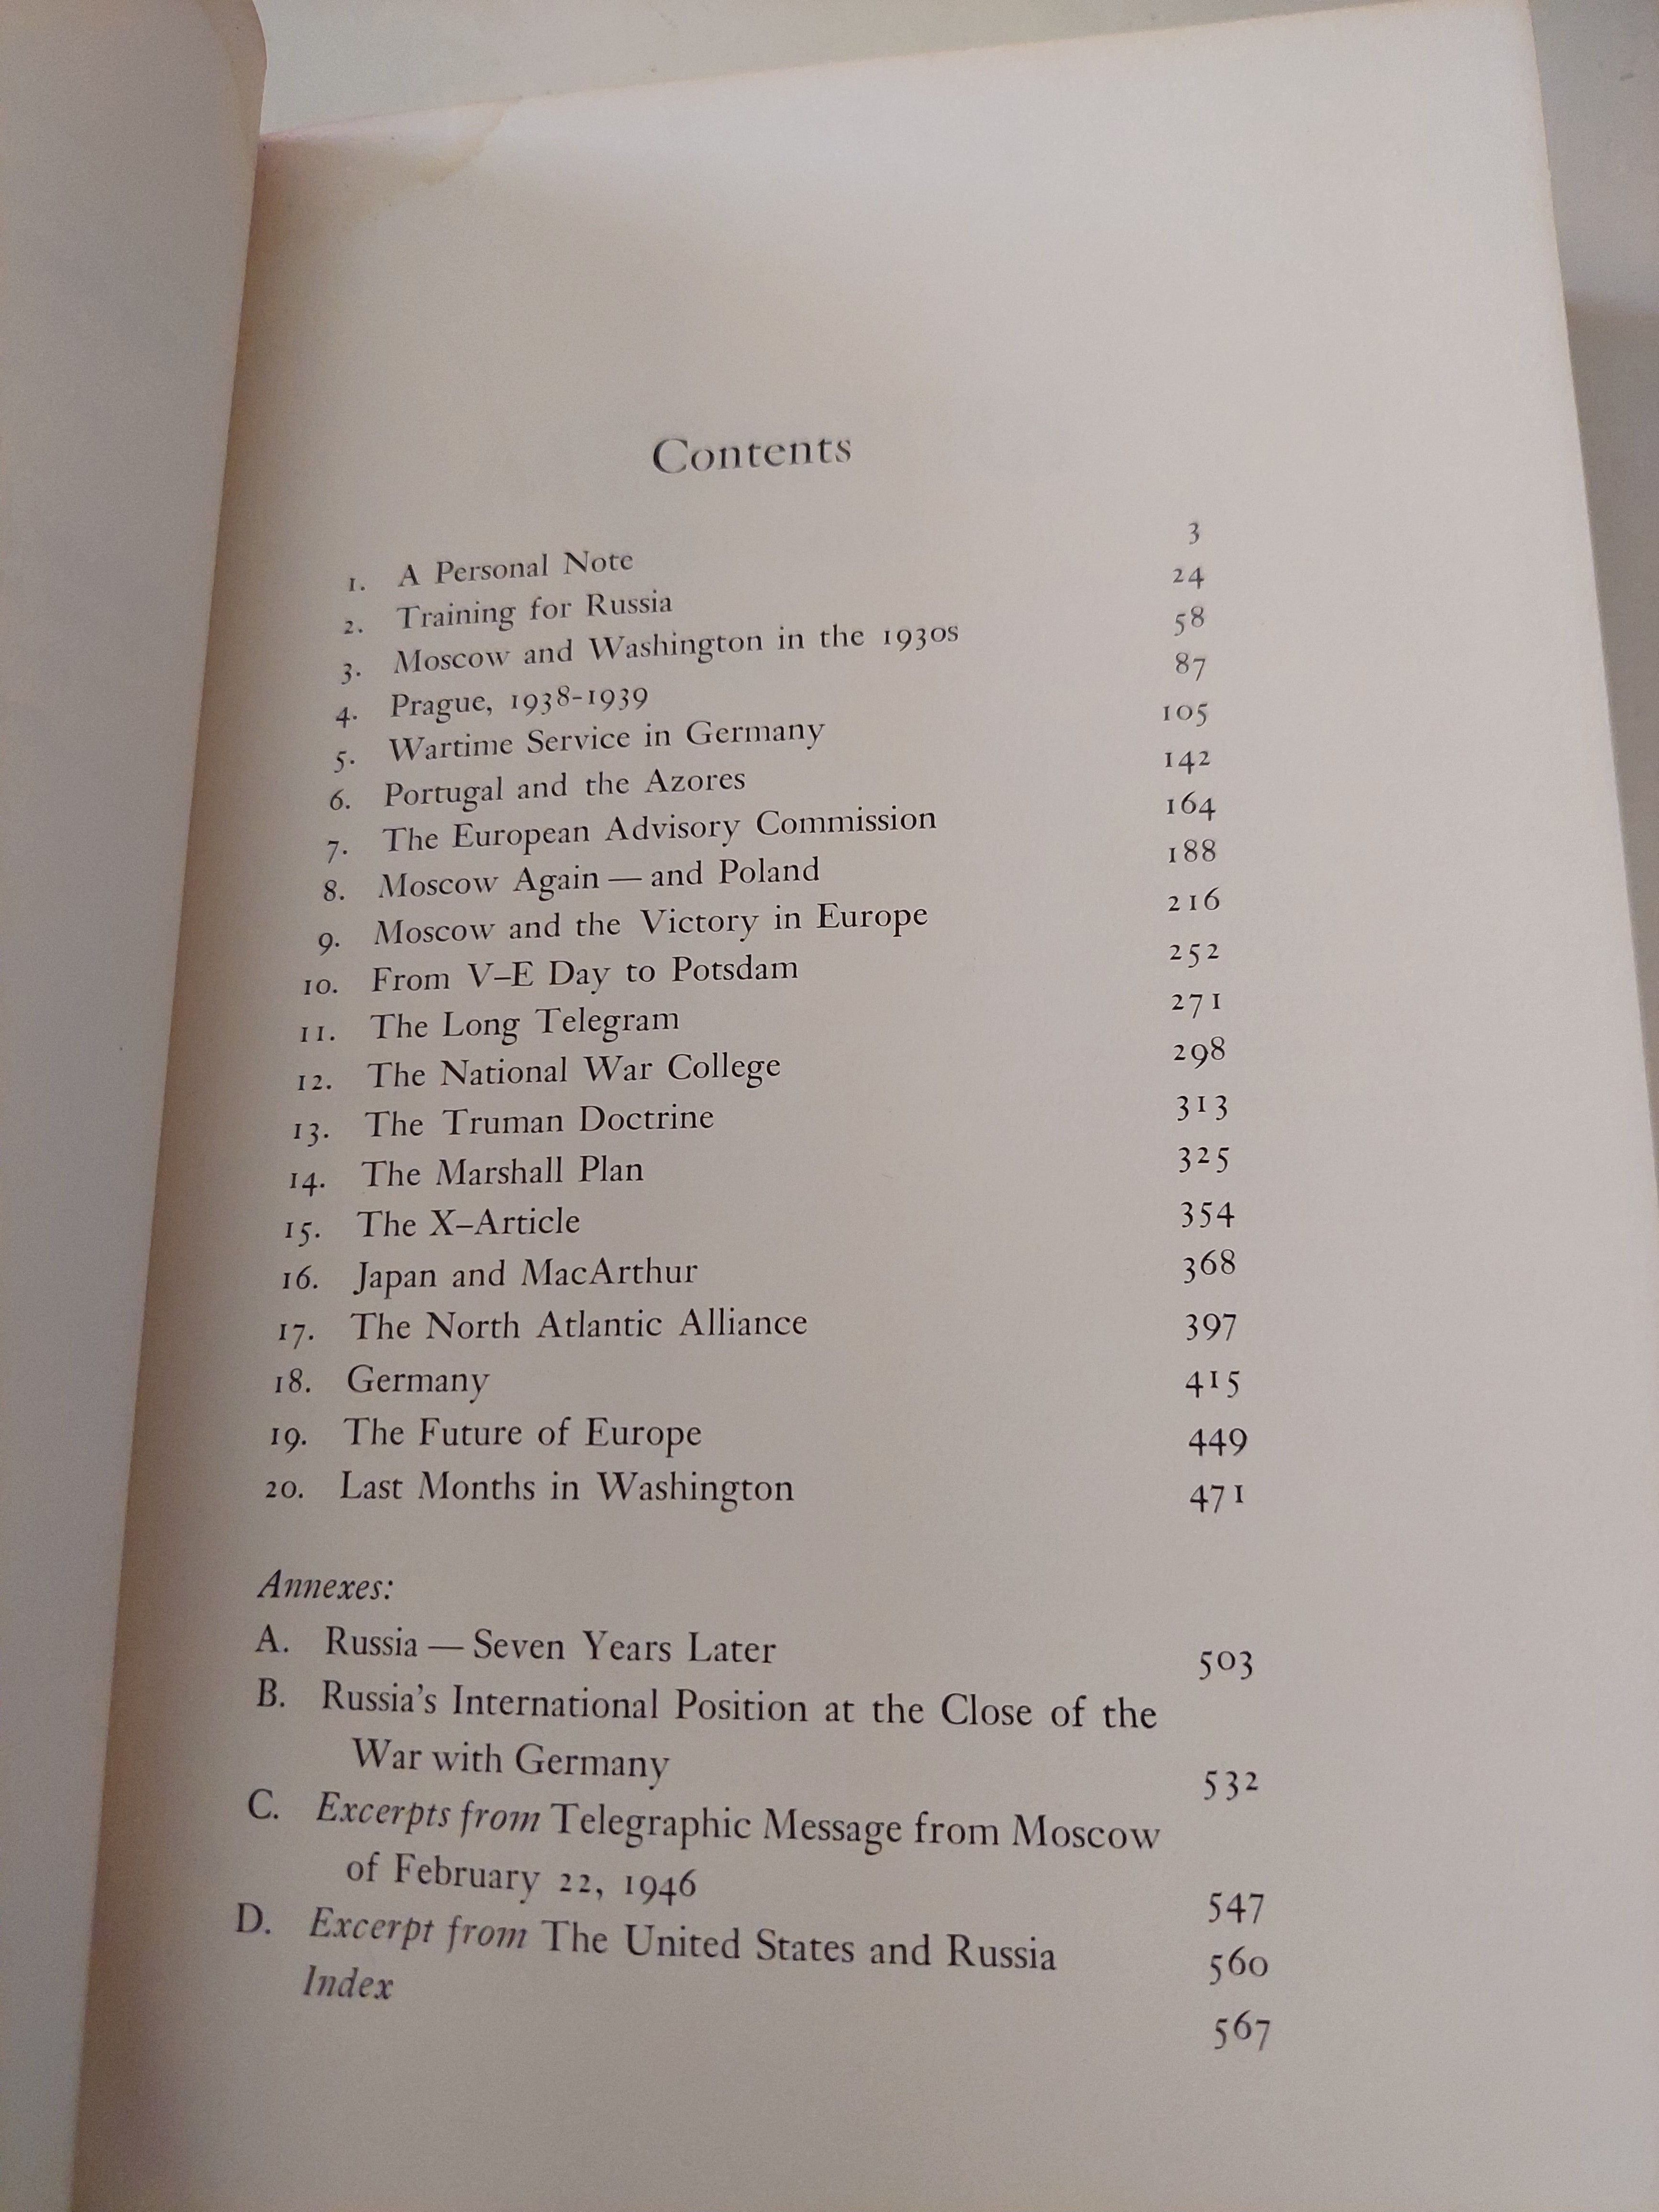 Contents
1. A Personal Note 3
2. Training for Russia 24
3. Moscow and Washington in the 1930s 58
4. Prague, 1938-1939 87
5. Wartime Service in Germany 105
6. Portugal and the Azores 142
7. The European Advisory Commission 164
8. Moscow Again — and Poland 188
9. Moscow and the Victory in Europe 216
10. From V–E Day to Potsdam 252
11. The Long Telegram 271
12. The National War College 298
13. The Truman Doctrine 313
14. The Marshall Plan 325
15. The X–Article 354
16. Japan and MacArthur 368
17. The North Atlantic Alliance 397
18. Germany 415
19. The Future of Europe 449
20. Last Months in Washington 471
Annexes:
A. Russia — Seven Years Later 503
B. Russia's International Position at the Close of the
War with Germany 532
C. Excerpts from Telegraphic Message from Moscow
of February 22, 1946 547
D. Excerpt from The United States and Russia 560
Index 567